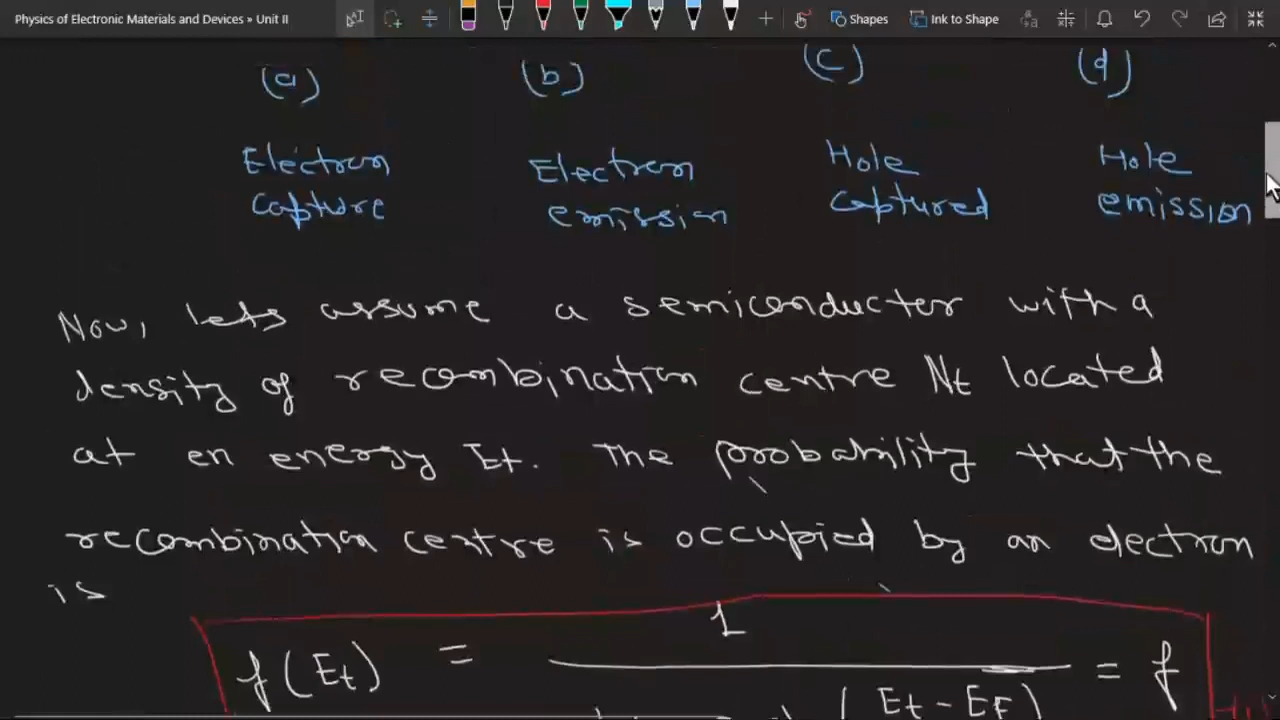 Physics of Electronic Materials and Devices » Unit II
Shapes
Ink to Shape
(a) (b) (c) (d)
Electron Electron Hole Hole
capture emission captured emission
Now, lets assume a semiconductor with a
density of recombination centre Nt located
at en energy Et. The probability that the
recombination centre is occupied by an electron
is
1
f(Et) = = f
(Et - EF)